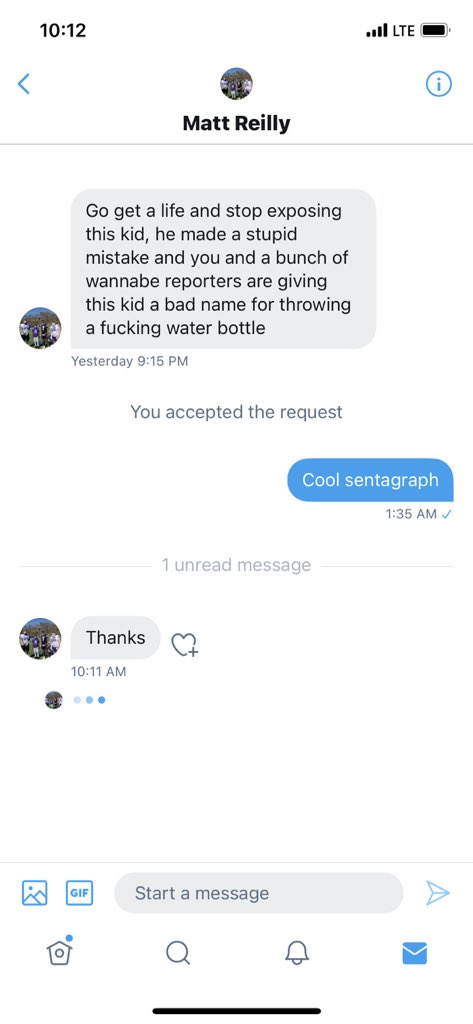 10:12
LTE
Matt Reilly
Go get a life and stop exposing
this kid, he made a stupid
mistake and you and a bunch of
wannabe reporters are giving
this kid a bad name for throwing
a fucking water bottle
Yesterday 9:15 PM
You accepted the request
Cool sentagraph
1:35 AM ✓
1 unread message
Thanks
10:11 AM
GIF
Start a message